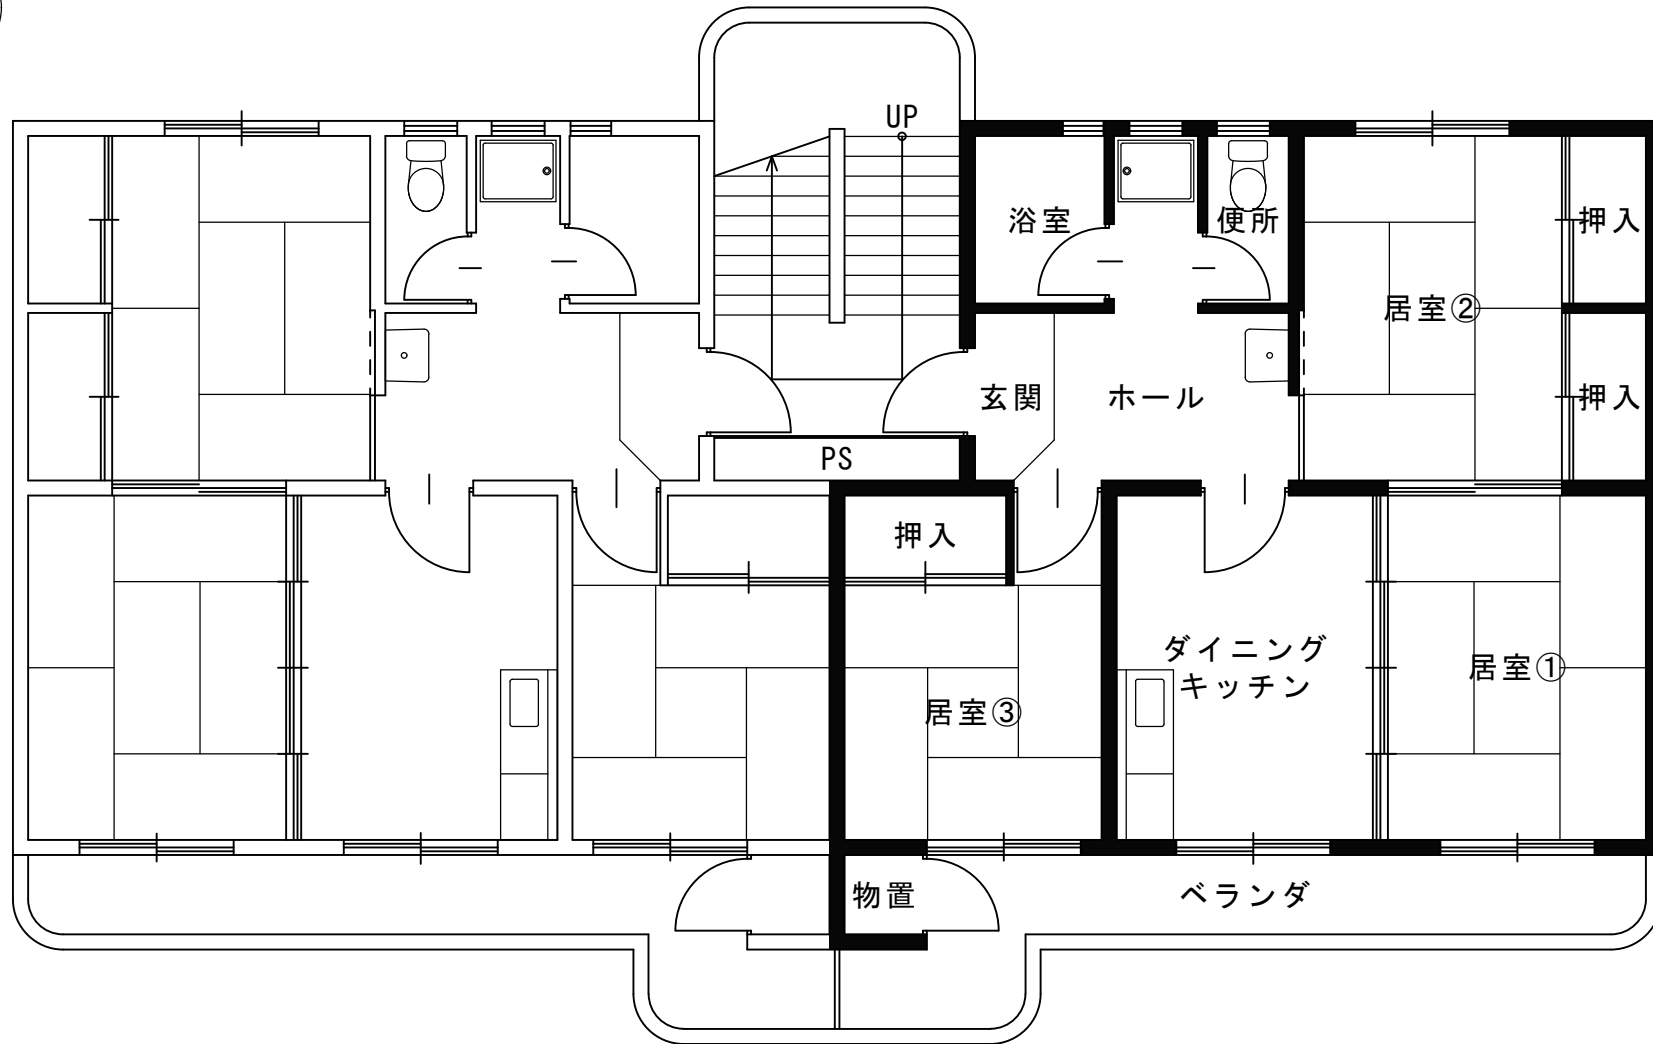 UP
浴室
便所
押入
居室②
玄関
ホール
押入
PS
押入
ダイニング
キッチン
居室①
居室③
物置
ベランダ